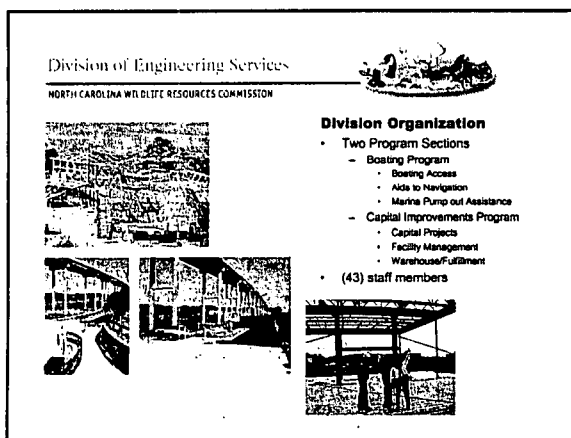 Division of Engineering Services
NORTH CAROLINA WILDLIFE RESOURCES COMMISSION
Division Organization
• Two Program Sections
– Boating Program
• Boating Access
• Aids to Navigation
• Marina Pump out Assistance
– Capital Improvements Program
• Capital Projects
• Facility Management
• Warehouse/Fulfillment
• (43) staff members